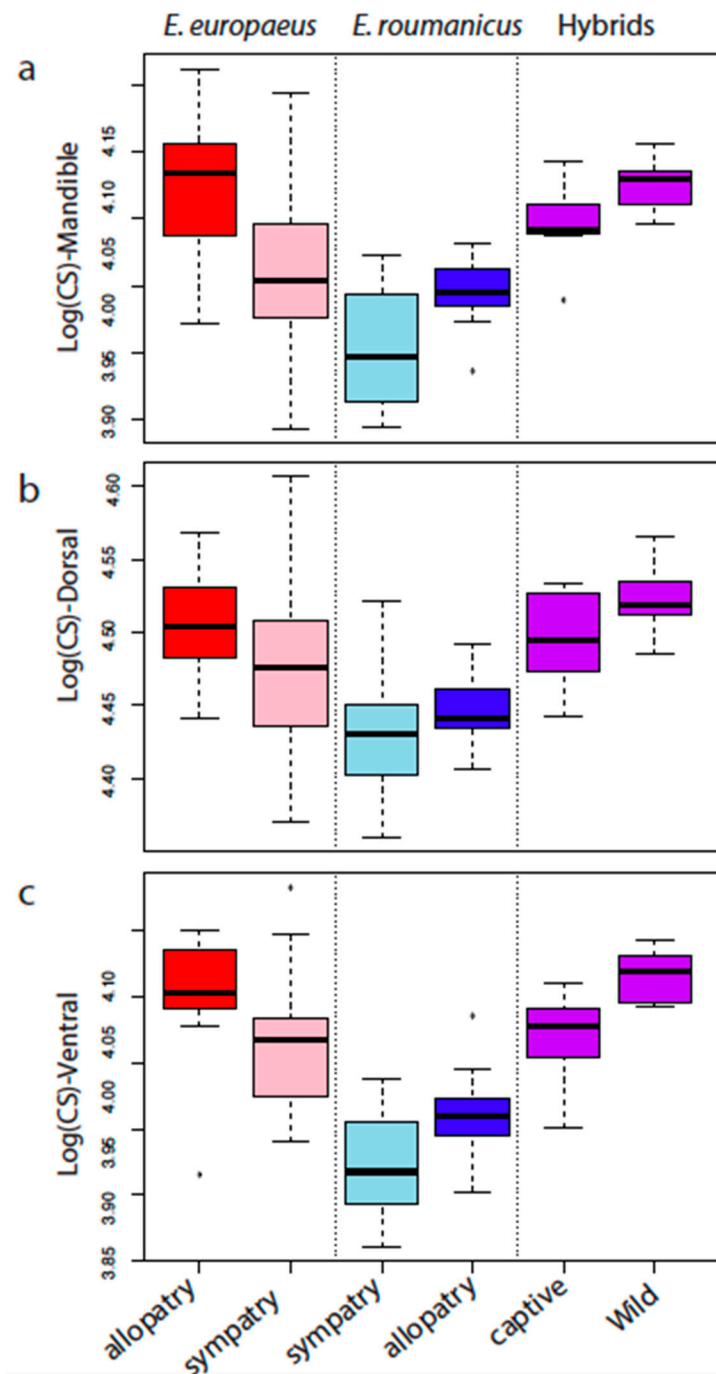 E. europaeus E. roumanicus Hybrids
a
Log(CS)-Mandible
4.15
4.10
4.05
4.00
3.95
3.90
b
Log(CS)-Dorsal
4.60
4.55
4.50
4.45
4.40
c
Log(CS)-Ventral
4.10
4.05
4.00
3.95
3.90
3.85
allopatry sympatry sympatry allopatry captive Wild